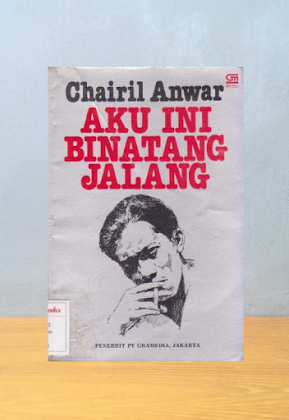 Chairil Anwar
AKU INI
BINATANG
JALANG
PENERBIT PT GRAMEDIA, JAKARTA